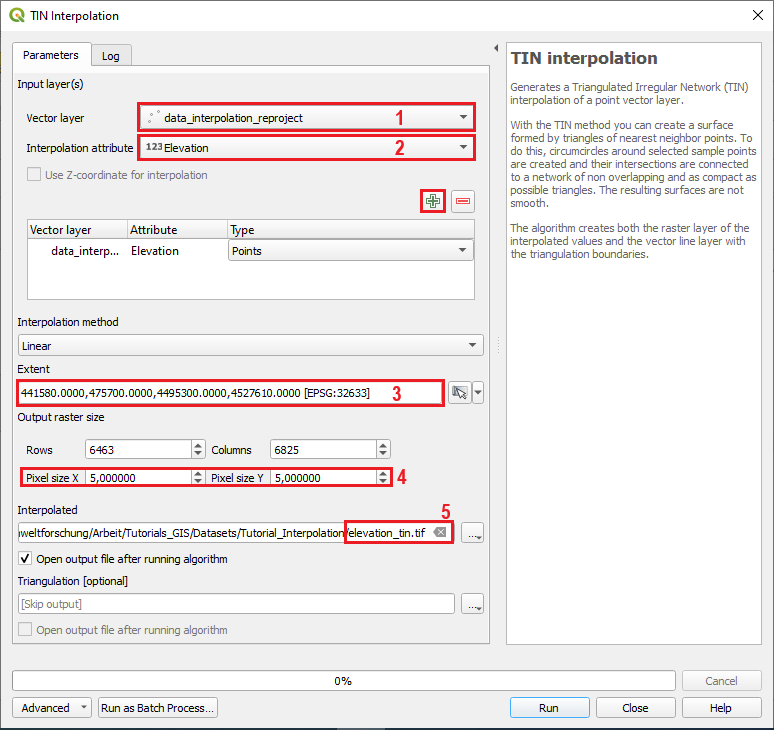 TIN Interpolation
Parameters
Log
Input layer(s)
Vector layer
data_interpolation_reproject
1
Interpolation attribute
123 Elevation
2
Use Z-coordinate for interpolation
Vector layer Attribute Type
data_interp... Elevation Points
Interpolation method
Linear
Extent
441580.0000,475700.0000,4495300.0000,4527610.0000 [EPSG:32633]
3
Output raster size
Rows 6463 Columns 6825
Pixel size X 5,000000 Pixel size Y 5,000000 4
Interpolated
5
weltforschung/Arbeit/Tutorials_GIS/Datasets/Tutorial_Interpolation/elevation_tin.tif
...
Open output file after running algorithm
Triangulation [optional]
[Skip output]
...
Open output file after running algorithm
TIN interpolation
Generates a Triangulated Irregular Network (TIN)
interpolation of a point vector layer.
With the TIN method you can create a surface
formed by triangles of nearest neighbor points. To
do this, circumcircles around selected sample points
are created and their intersections are connected
to a network of non overlapping and as compact as
possible triangles. The resulting surfaces are not
smooth.
The algorithm creates both the raster layer of the
interpolated values and the vector line layer with
the triangulation boundaries.
0%
Cancel
Advanced
Run as Batch Process...
Run
Close
Help